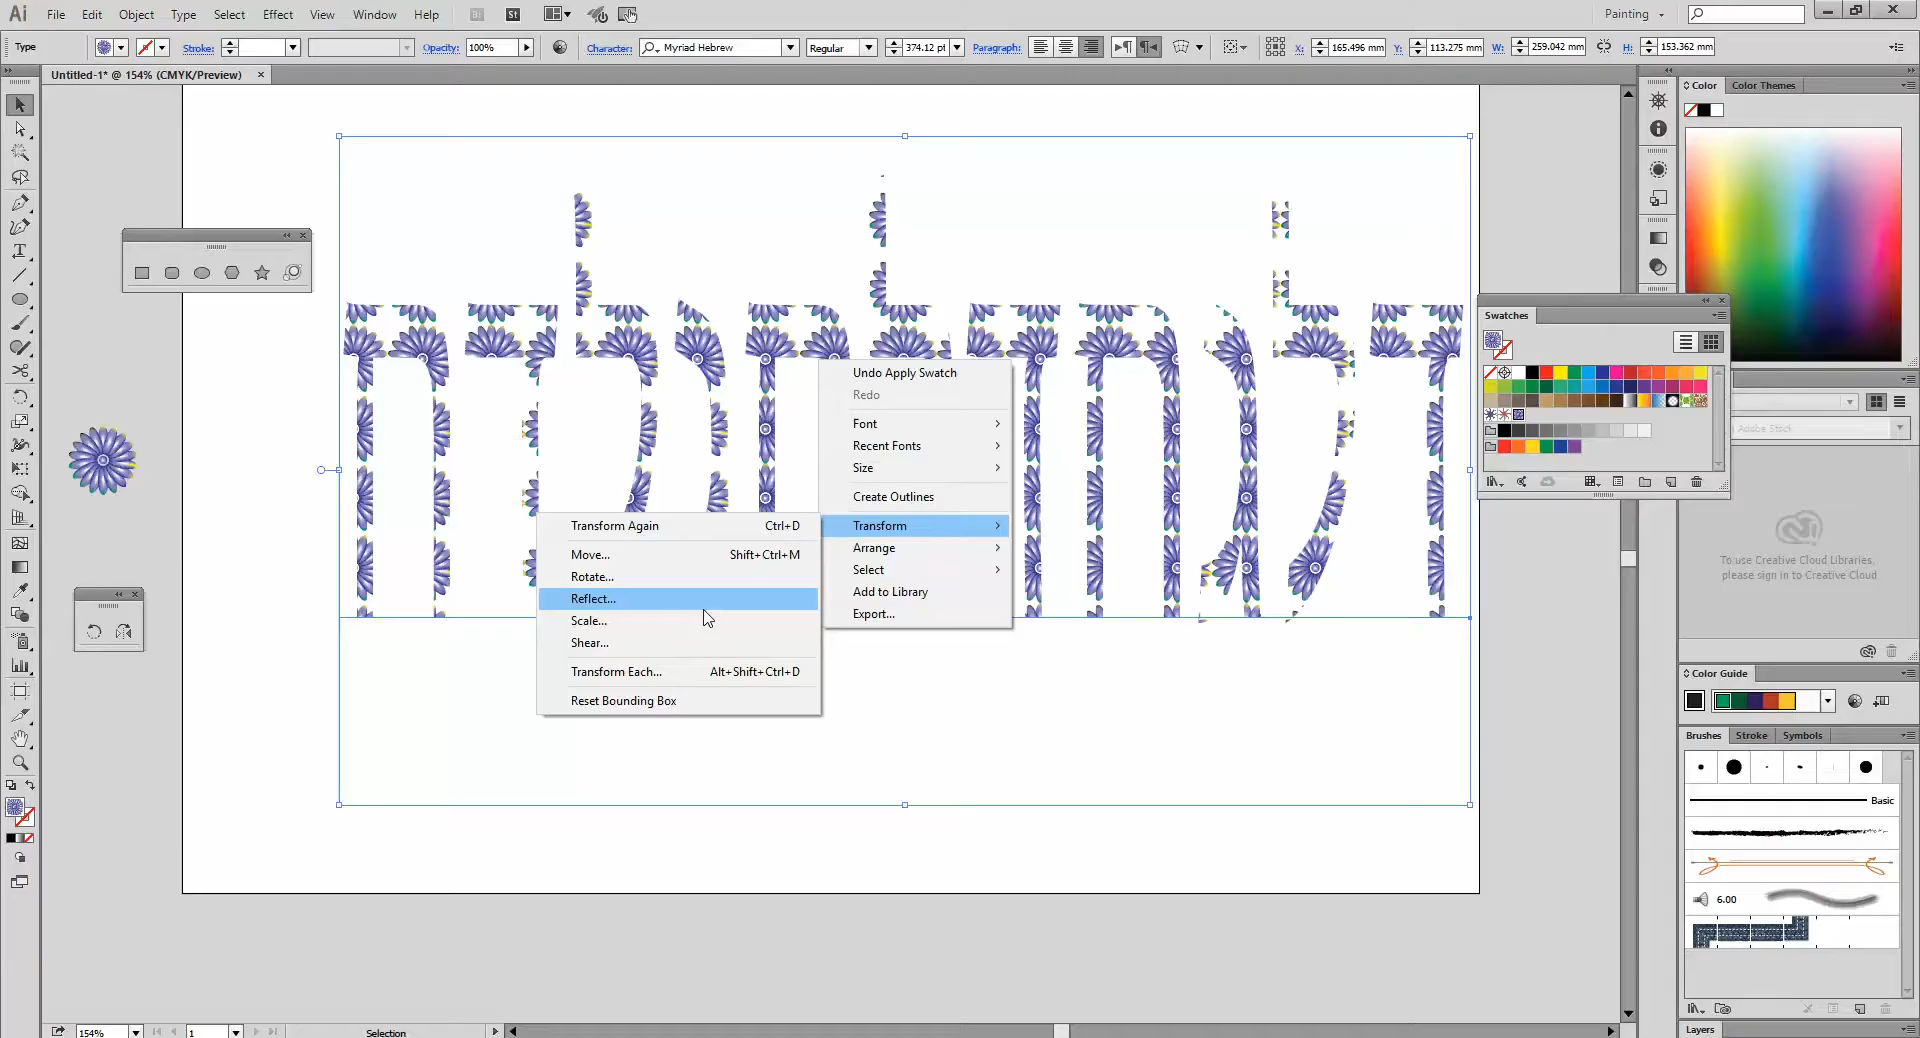 Ai File Edit Object Type Select Effect View Window Help Br St Painting
Type Stroke: Opacity: 100% Character: Myriad Hebrew Regular 374.12 pt Paragraph: X: 165.496 mm Y: 113.275 mm W: 259.042 mm H: 153.362 mm
Untitled-1* @ 154% (CMYK/Preview)
Color Color Themes
Swatches
Undo Apply Swatch
Redo
Font
Recent Fonts
Size
Create Outlines
Transform
Arrange
Select
Add to Library
Export...
Transform Again Ctrl+D
Move... Shift+Ctrl+M
Rotate...
Reflect...
Scale...
Shear...
Transform Each... Alt+Shift+Ctrl+D
Reset Bounding Box
Adobe Stock
To use Creative Cloud Libraries,
please sign in to Creative Cloud
Color Guide
Brushes Stroke Symbols
Basic
6.00
Layers
154% 1 Selection